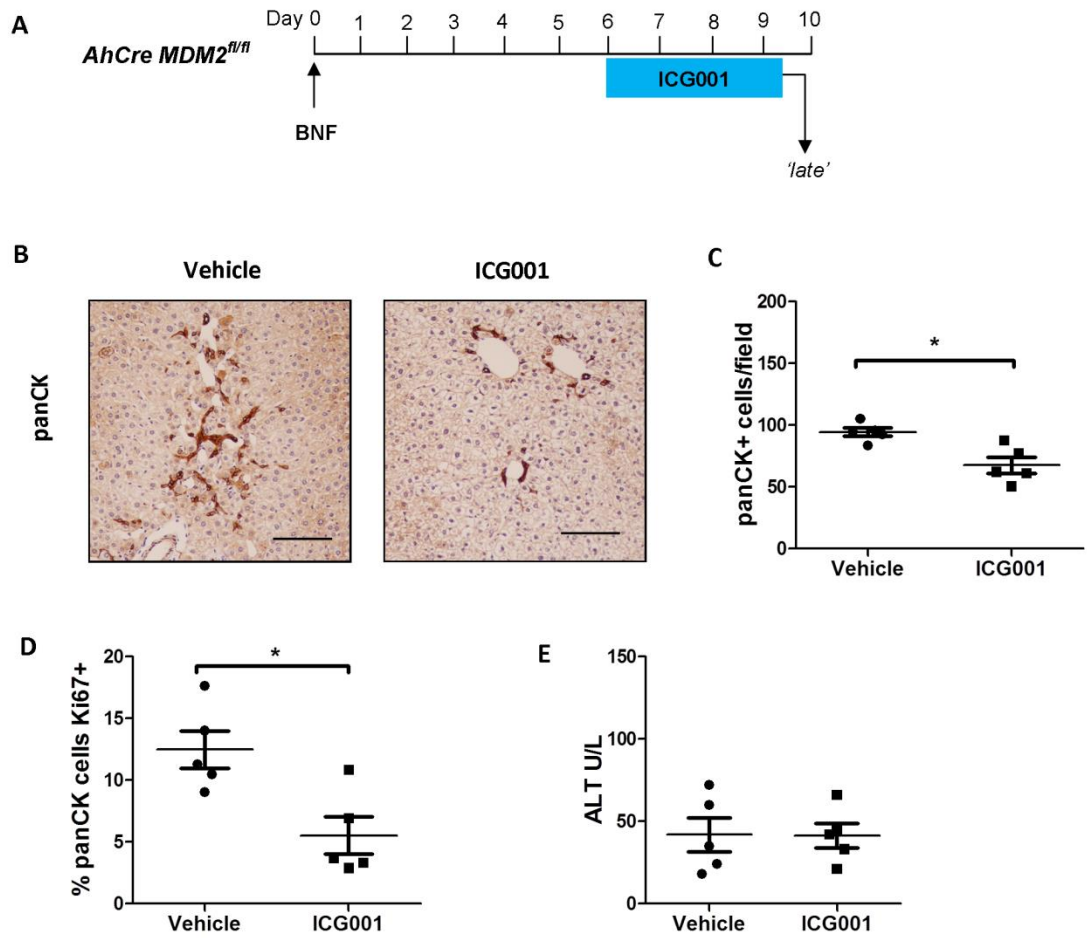 A
Day 0 1 2 3 4 5 6 7 8 9 10
AhCre MDM2fl/fl
ICG001
BNF
'late'
B
Vehicle
ICG001
panCK
C
200
150
100
50
0
panCK+ cells/field
*
Vehicle
ICG001
D
20
15
10
5
0
% panCK cells Ki67+
*
Vehicle
ICG001
E
150
100
50
0
ALT U/L
Vehicle
ICG001